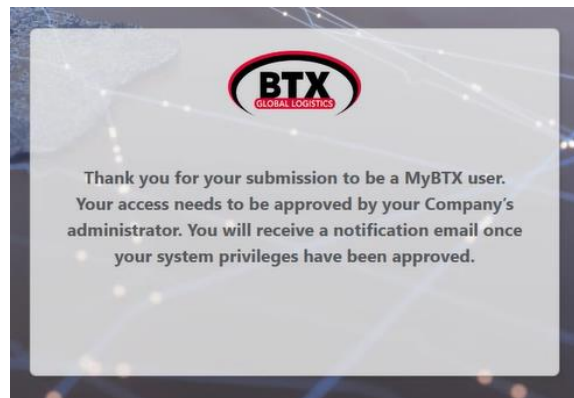 BTX
GLOBAL LOGISTICS
Thank you for your submission to be a MyBTX user.
Your access needs to be approved by your Company's
administrator. You will receive a notification email once
your system privileges have been approved.